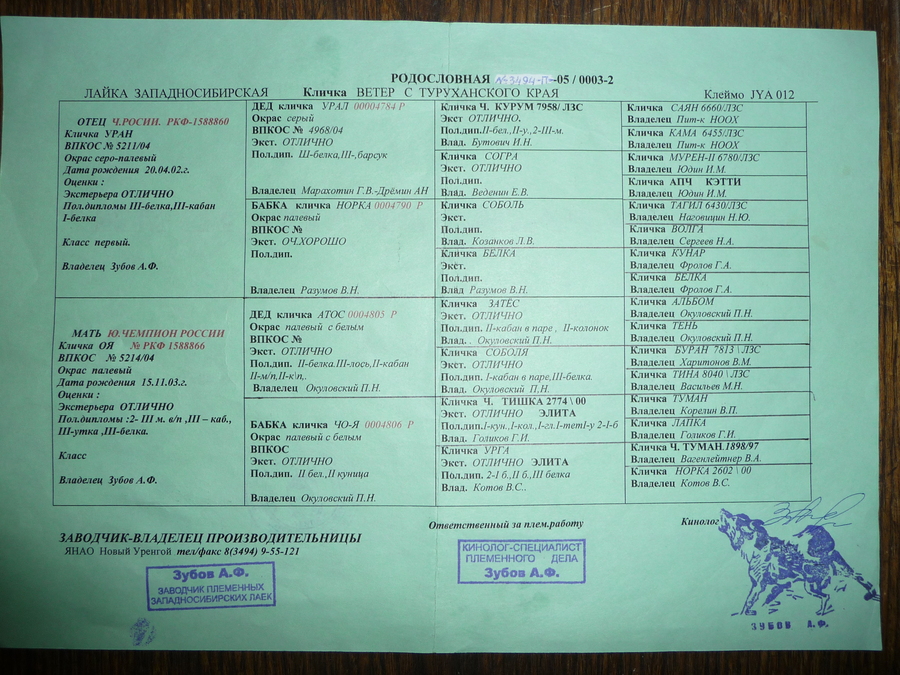 РОДОСЛОВНАЯ №3494-П-05 / 0003-2
ЛАЙКА ЗАПАДНОСИБИРСКАЯ Кличка ВЕТЕР С ТУРУХАНСКОГО КРАЯ Клеймо JYA 012
ОТЕЦ Ч.РОСИИ. РКФ-1588860
Кличка УРАН
ВПКОС № 5211/04
Окрас серо-палевый
Дата рождения 20.04.02.г.
Оценки :
Экстерьера ОТЛИЧНО
Пол.дипломы III-белка,III-кабан
I-белка
Класс первый.
Владелец Зубов А.Ф.
МАТЬ Ю.ЧЕМПИОН РОССИИ
Кличка ОЯ № РКФ 1588866
ВПКОС № 5214/04
Окрас палевый
Дата рождения 15.11.03.г.
Оценки :
Экстерьера ОТЛИЧНО
Пол.дипломы :2- III м. в/п ,III – каб.,
III-утка ,III-белка.
Класс
Владелец Зубов А.Ф.
ДЕД кличка УРАЛ 00004784 Р
Окрас серый
ВПКОС № 4968/04
Экст. ОТЛИЧНО
Пол.дип. Ш-белка,III-,барсук
Владелец Марахотин Г.В.-Дрёмин АН
БАБКА кличка НОРКА 0004790 Р
Окрас палевый
ВПКОС №
Экст. ОЧ.ХОРОШО
Пол.дип.
Владелец Разумов В.Н.
ДЕД кличка АТОС 0004805 Р
Окрас палевый с белым
ВПКОС №
Экст. ОТЛИЧНО
Пол.дип. II-белка.III-лось,II-кабан
II-м/п,II-к\п,.
Владелец Окуловский П.Н.
БАБКА кличка ЧО-Я 0004806 Р
Окрас палевый с белым
ВПКОС
Экст. ОТЛИЧНО
Пол.дип. II бел.,II куница
Владелец Окуловский П.Н.
Кличка Ч. КУРУМ 7958/ ЛЗС
Экст ОТЛИЧНО.
Пол.дип.II-бел.,II-у.,2-III-м.
Влад. Бутович И.Н.
Кличка СОГРА
Экст. ОТЛИЧНО
Пол.дип.
Влад. Веденин Е.В.
Кличка СОБОЛЬ
Экст.
Пол.дип.
Влад. Козанков Л.В.
Кличка БЕЛКА
Экст.
Пол.дип.
Влад Разумов В.Н.
Кличка ЗАТЁС
Экст. ОТЛИЧНО
Пол.дип. II-кабан в паре , II-колонок
Влад. . Окуловский П.Н.
Кличка СОБОЛЯ
Экст. ОТЛИЧНО
Пол.дип. I-кабан в паре,III-белка.
Влад. Окуловский П.Н.
Кличка Ч. ТИШКА 2774 \ 00
Экст. ОТЛИЧНО ЭЛИТА
Пол.дип.I-кун.,I-кол.,I-гл.I-тетI-у 2-I-б
Влад. Голиков Г.И.
Кличка УРГА
Экст. ОТЛИЧНО ЭЛИТА
Пол.дип. 2-I б.,II б.,III белка
Влад. Котов В.С..
Кличка САЯН 6660/ЛЗС
Владелец Пит-к НООХ
Кличка КАМА 6455/ЛЗС
Владелец Пит-к НООХ
Кличка МУРЕН-II 6780/ЛЗС
Владелец Юдин И.М.
Кличка АПЧ КЭТТИ
Владелец Юдин И.М.
Кличка ТАГИЛ 6430/ЛЗС
Владелец Наговицин Н.Ю.
Кличка ВОЛГА
Владелец Сергеев Н.А.
Кличка КУНАР
Владелец Фролов Г.А.
Кличка БЕЛКА
Владелец Фролов Г.А.
Кличка АЛЬБОМ
Владелец Окуловский П.Н.
Кличка ТЕНЬ
Владелец Окуловский П.Н.
Кличка БУРАН 7813 \ ЛЗС
Владелец Харитонов В.М.
Кличка ТИНА 8040 \ ЛЗС
Владелец Васильев М.Н.
Кличка ТУМАН
Владелец Корелин В.П.
Кличка ЛАПКА
Владелец Голиков Г.И.
Кличка Ч. ТУМАН.1898/97
Владелец Вагенлейтнер В.А.
Кличка НОРКА 2602 \ 00
Владелец Котов В.С.
Ответственный за плем.работу
Кинолог
ЗАВОДЧИК-ВЛАДЕЛЕЦ ПРОИЗВОДИТЕЛЬНИЦЫ
ЯНАО Новый Уренгой тел/факс 8(3494) 9-55-121
Зубов А.Ф.
ЗАВОДЧИК ПЛЕМЕННЫХ
ЗАПАДНОСИБИРСКИХ ЛАЕК
КИНОЛОГ-СПЕЦИАЛИСТ
ПЛЕМЕННОГО ДЕЛА
Зубов А.Ф.
ЗУБОВ А.Ф.